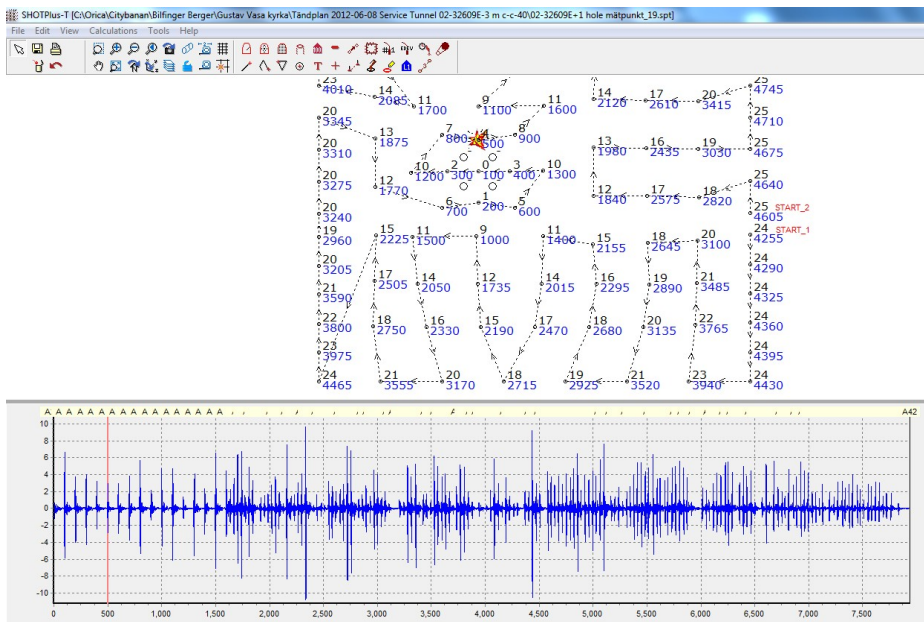 SHOTPlus-T [C:\Orica\Citybanan\Bilfinger Berger\Gustav Vasa kyrka\Tändplan 2012-06-08 Service Tunnel 02-32609E-3 m c-c-40\02-32609E+1 hole mätpunkt_19.spt]
File Edit View Calculations Tools Help
23 14 11 9 11 14 17 20 25
4010 2085 1700 1100 1600 2120 2610 3415 4745
20 7 4 8 25
3345 800 500 900 4710
13
1875
20 13 16 19 25
3310 1980 2435 3030 4675
10 2 0 3 10
1200 300 100 400 1300
20 12 12 17 18 25
3275 1770 1840 2575 2820 4640
20 6 1 5 25 START_2
3240 700 200 600 4605
19 15 11 9 11 15 18 20 24 START_1
2960 2225 1500 1000 1400 2155 2645 3100 4255
20 17 14 12 14 16 19 21 24
3205 2505 2050 1735 2015 2295 2890 3485 4290
21 24
3590 4325
22 18 16 15 17 18 20 22 24
3800 2750 2330 2190 2470 2680 3135 3765 4360
23 24
3975 4395
24 21 20 18 19 21 23 24
4465 3555 3170 2715 2925 3520 3940 4430
A A A A A A A A A A A A A A A A A A42
10
8
6
4
2
0
-2
-4
-6
-8
-10
0 500 1,000 1,500 2,000 2,500 3,000 3,500 4,000 4,500 5,000 5,500 6,000 6,500 7,000 7,500